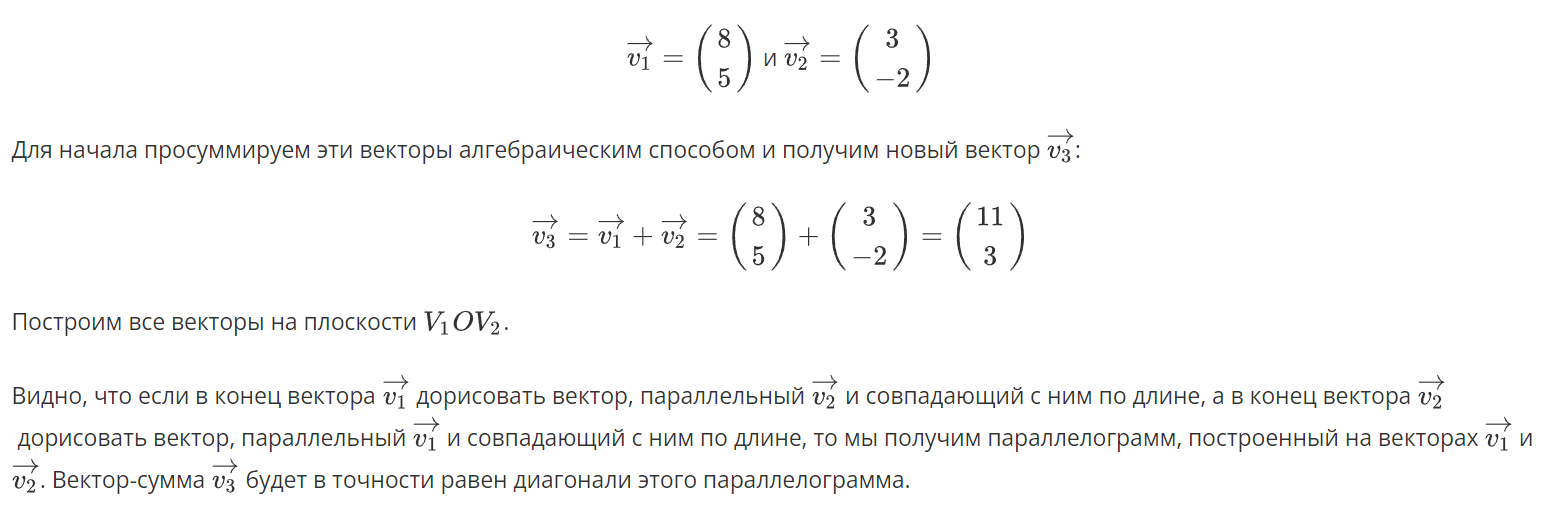 $\overrightarrow{v_1} = \begin{pmatrix} 8 \\ 5 \end{pmatrix}$ и $\overrightarrow{v_2} = \begin{pmatrix} 3 \\ -2 \end{pmatrix}$
Для начала просуммируем эти векторы алгебраическим способом и получим новый вектор $\overrightarrow{v_3}$:
$\overrightarrow{v_3} = \overrightarrow{v_1} + \overrightarrow{v_2} = \begin{pmatrix} 8 \\ 5 \end{pmatrix} + \begin{pmatrix} 3 \\ -2 \end{pmatrix} = \begin{pmatrix} 11 \\ 3 \end{pmatrix}$
Построим все векторы на плоскости $V_1OV_2$.
Видно, что если в конец вектора $\overrightarrow{v_1}$ дорисовать вектор, параллельный $\overrightarrow{v_2}$ и совпадающий с ним по длине, а в конец вектора $\overrightarrow{v_2}$
дорисовать вектор, параллельный $\overrightarrow{v_1}$ и совпадающий с ним по длине, то мы получим параллелограмм, построенный на векторах $\overrightarrow{v_1}$ и
$\overrightarrow{v_2}$. Вектор-сумма $\overrightarrow{v_3}$ будет в точности равен диагонали этого параллелограмма.